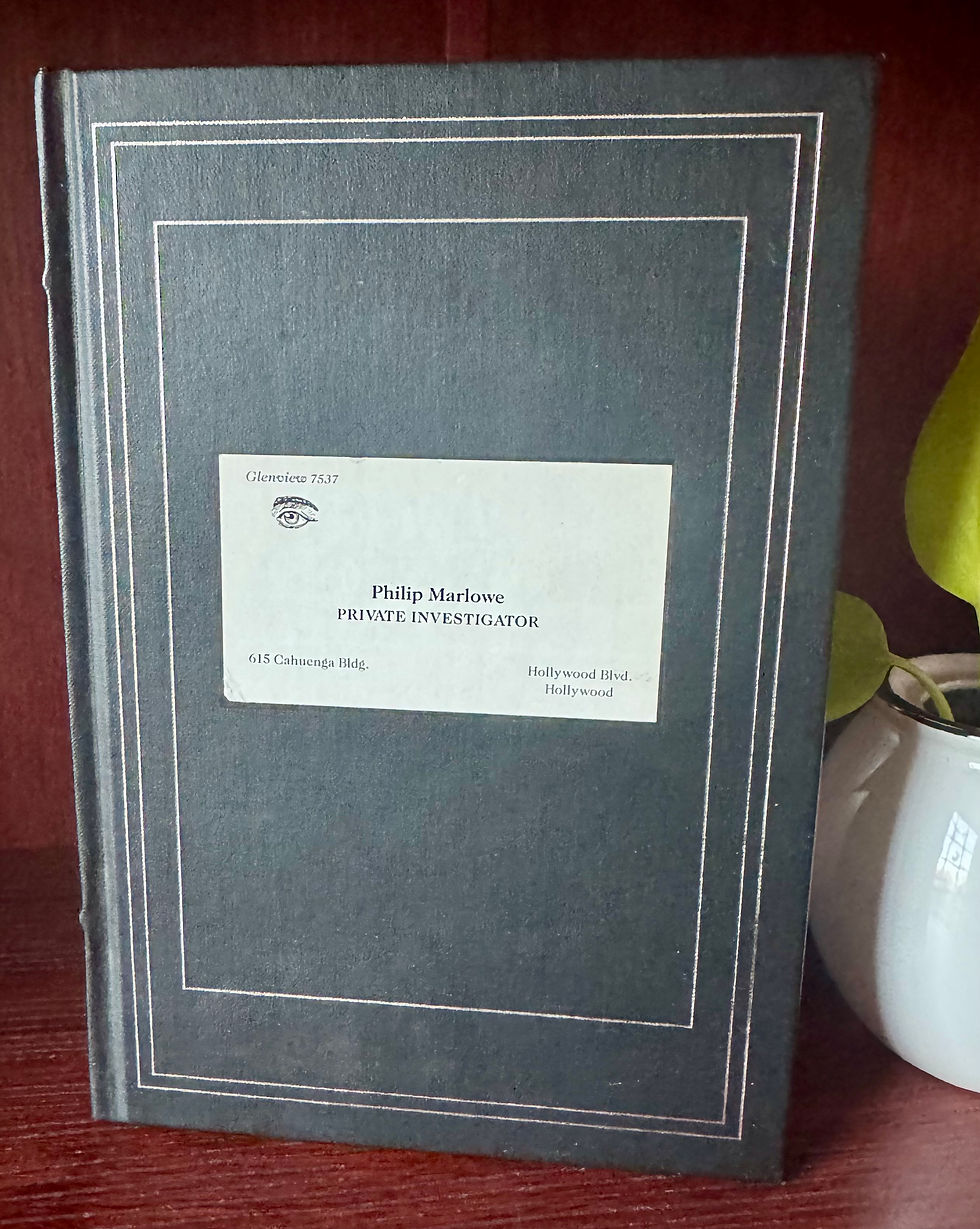 Glenview 7537
Philip Marlowe
PRIVATE INVESTIGATOR
615 Cahuenga Bldg.
Hollywood Blvd.
Hollywood